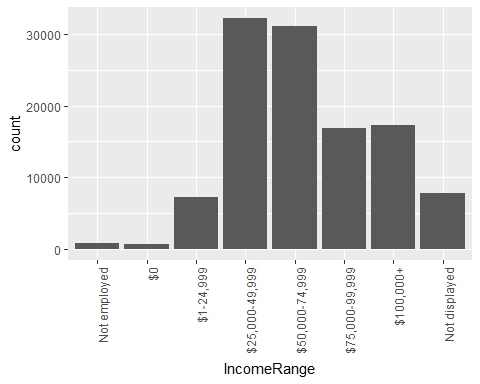 30000
20000
10000
0
count
Not employed
$0
$1-24,999
$25,000-49,999
$50,000-74,999
$75,000-99,999
$100,000+
Not displayed
IncomeRange